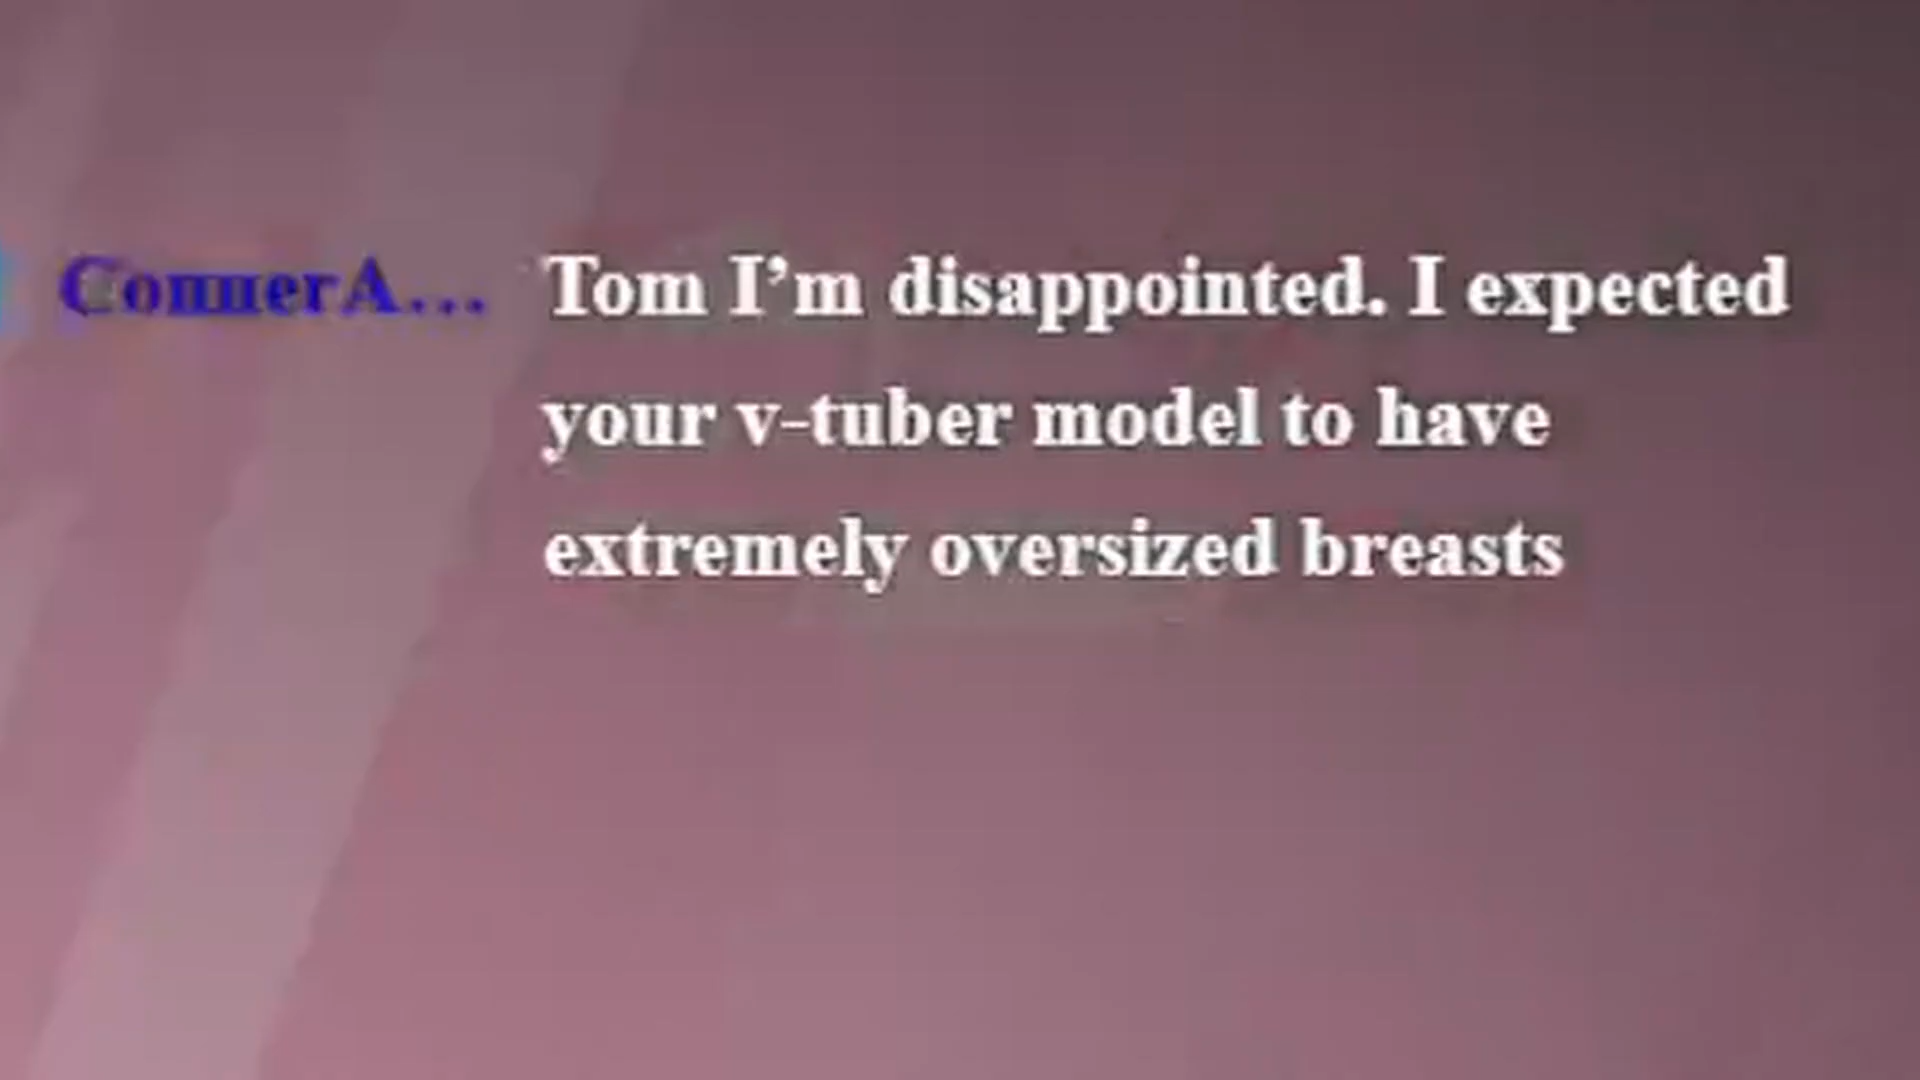 ConnerA... Tom I’m disappointed. I expected
your v-tuber model to have
extremely oversized breasts